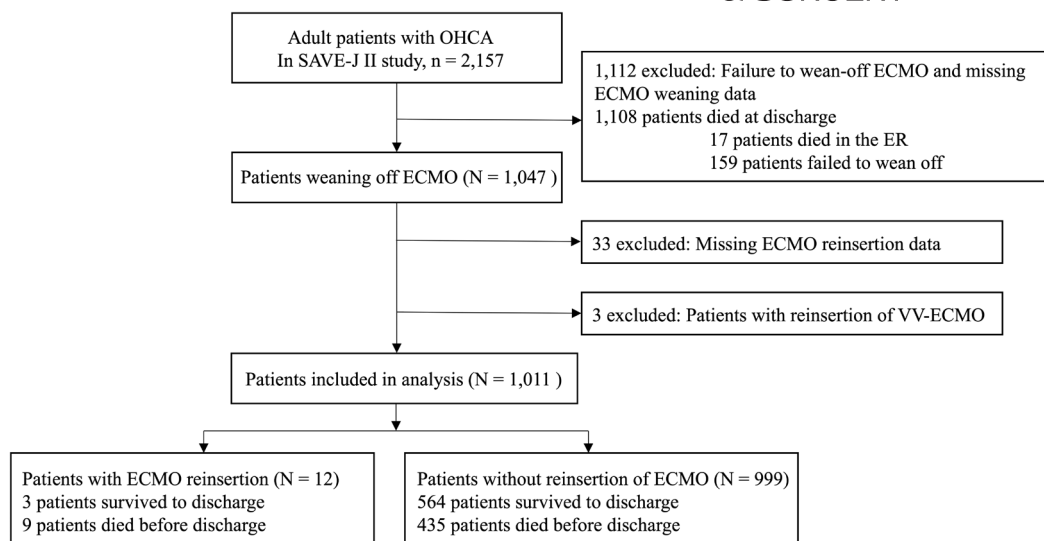 Adult patients with OHCA
In SAVE-J II study, n = 2,157
1,112 excluded: Failure to wean-off ECMO and missing
ECMO weaning data
1,108 patients died at discharge
17 patients died in the ER
159 patients failed to wean off
Patients weaning off ECMO (N = 1,047 )
33 excluded: Missing ECMO reinsertion data
3 excluded: Patients with reinsertion of VV-ECMO
Patients included in analysis (N = 1,011 )
Patients with ECMO reinsertion (N = 12)
3 patients survived to discharge
9 patients died before discharge
Patients without reinsertion of ECMO (N = 999)
564 patients survived to discharge
435 patients died before discharge